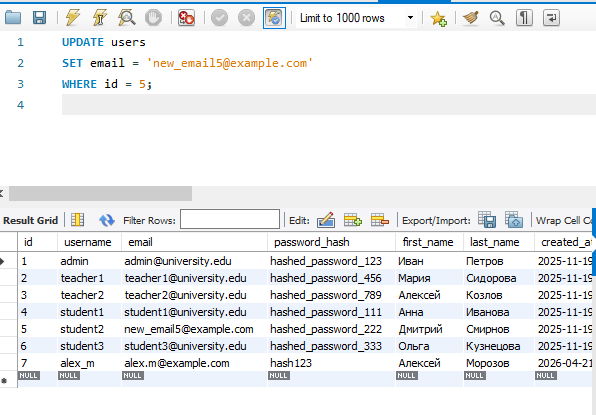 Limit to 1000 rows
1 UPDATE users
2 SET email = 'new_email5@example.com'
3 WHERE id = 5;
4
Result Grid Filter Rows: Edit: Export/Import: Wrap Cell Co
id username email password_hash first_name last_name created_at
1 admin admin@university.edu hashed_password_123 Иван Петров 2025-11-19
2 teacher1 teacher1@university.edu hashed_password_456 Мария Сидорова 2025-11-19
3 teacher2 teacher2@university.edu hashed_password_789 Алексей Козлов 2025-11-19
4 student1 student1@university.edu hashed_password_111 Анна Иванова 2025-11-19
5 student2 new_email5@example.com hashed_password_222 Дмитрий Смирнов 2025-11-19
6 student3 student3@university.edu hashed_password_333 Ольга Кузнецова 2025-11-19
7 alex_m alex.m@example.com hash123 Алексей Морозов 2026-04-21
NULL NULL NULL NULL NULL NULL NULL